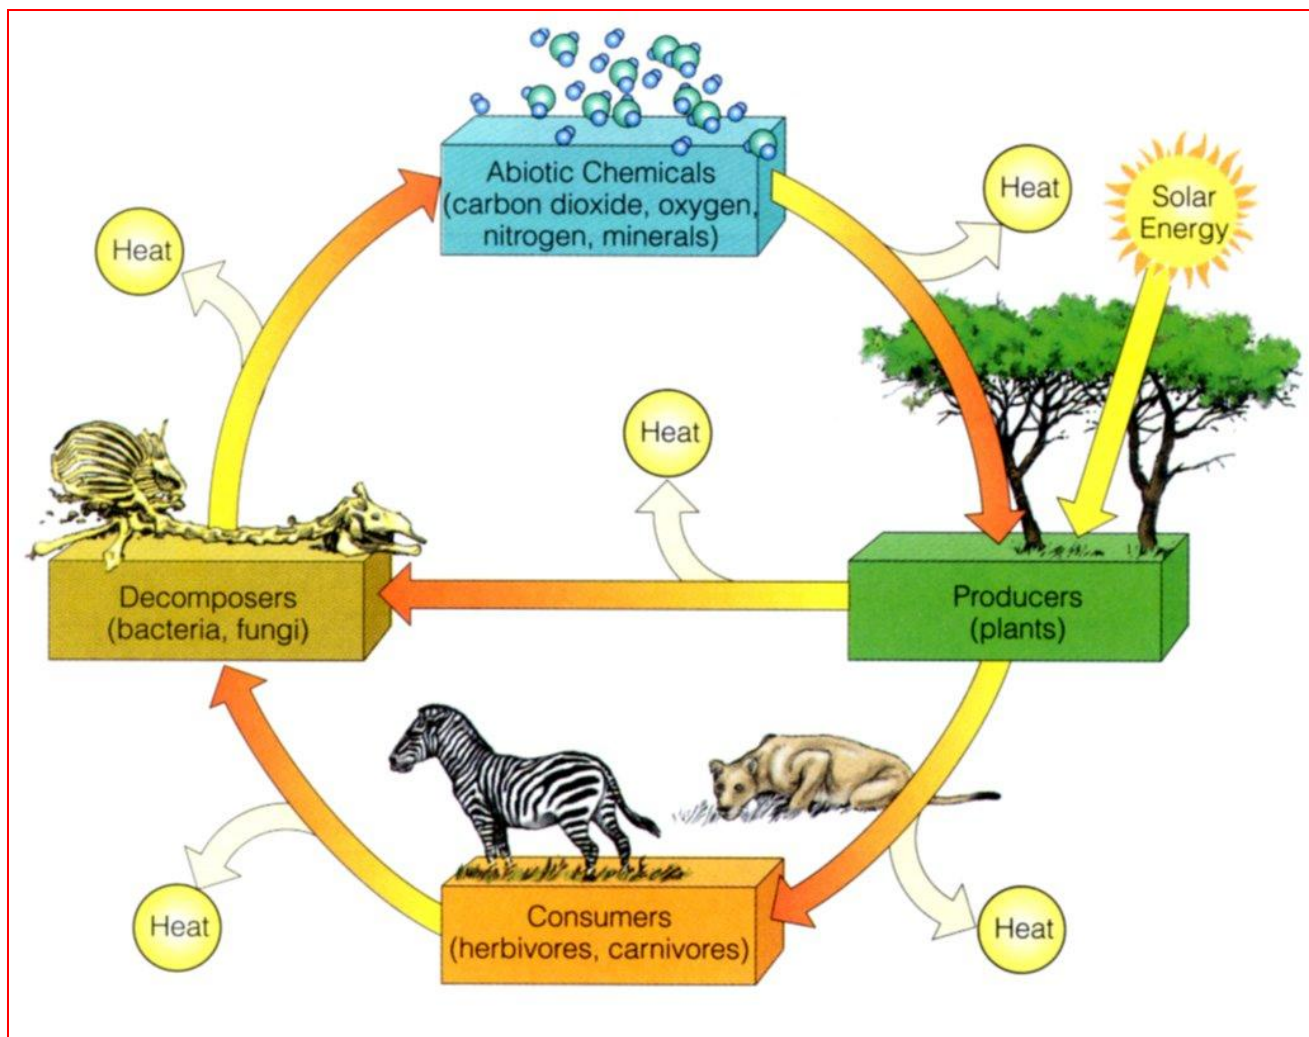 Abiotic Chemicals
(carbon dioxide, oxygen,
nitrogen, minerals)
Heat
Solar
Energy
Heat
Heat
Decomposers
(bacteria, fungi)
Producers
(plants)
Consumers
(herbivores, carnivores)
Heat
Heat